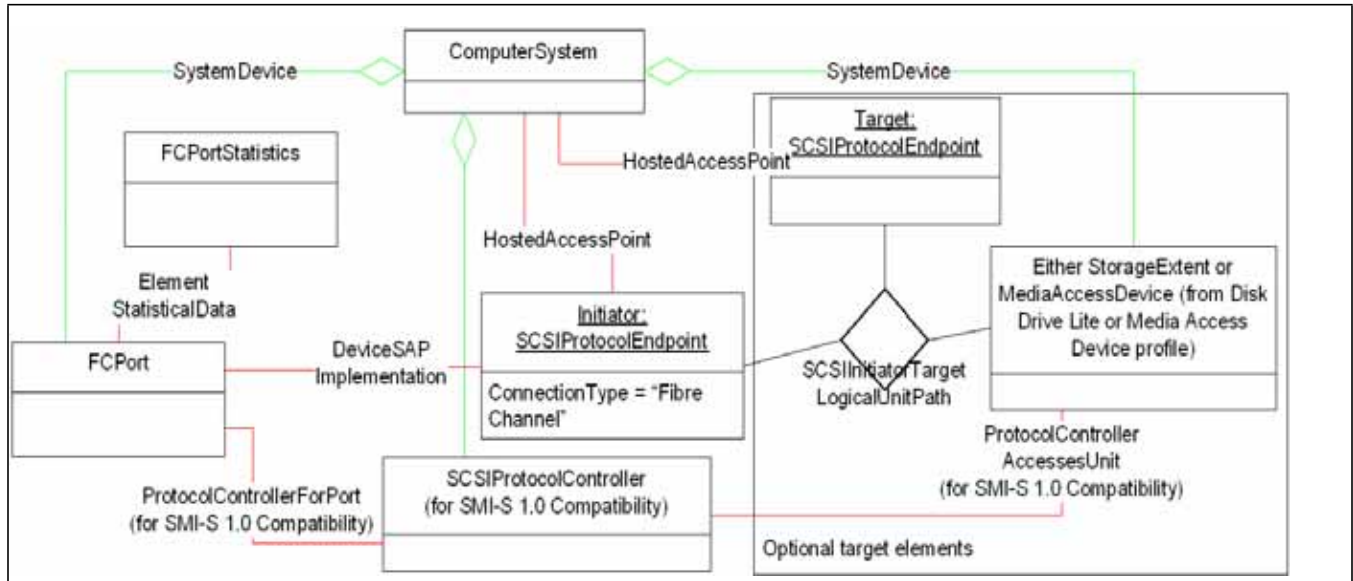 ComputerSystem
SystemDevice
SystemDevice
Target:
SCSIProtocolEndpoint
FCPortStatistics
HostedAccessPoint
HostedAccessPoint
Element
StatisticalData
Either StorageExtent or
MediaAccessDevice (from Disk
Drive Lite or Media Access
Device profile)
Initiator:
SCSIProtocolEndpoint
FCPort
DeviceSAP
Implementation
SCSIInitiatorTarget
LogicalUnitPath
ConnectionType = “Fibre
Channel”
ProtocolController
AccessesUnit
(for SMI-S 1.0 Compatibility)
SCSIProtocolController
(for SMI-S 1.0 Compatibility)
ProtocolControllerForPort
(for SMI-S 1.0 Compatibility)
Optional target elements